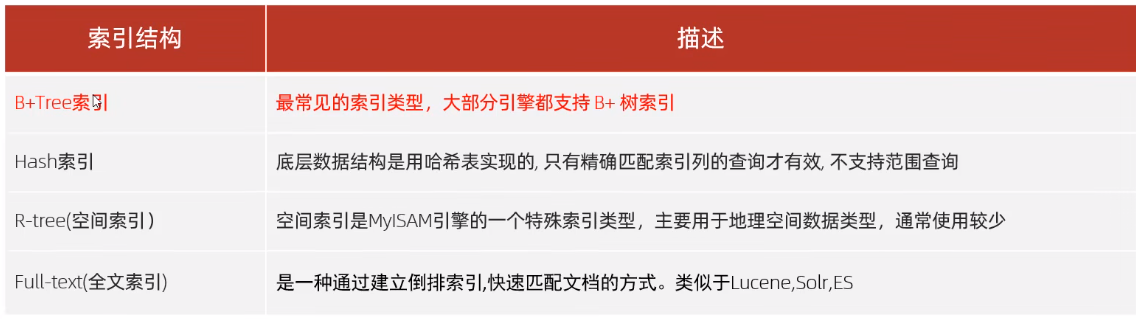 索引结构 描述
B+Tree索引 最常见的索引类型，大部分引擎都支持 B+ 树索引
Hash索引 底层数据结构是用哈希表实现的, 只有精确匹配索引列的查询才有效, 不支持范围查询
R-tree(空间索引） 空间索引是MyISAM引擎的一个特殊索引类型，主要用于地理空间数据类型，通常使用较少
Full-text(全文索引) 是一种通过建立倒排索引,快速匹配文档的方式。类似于Lucene,Solr,ES